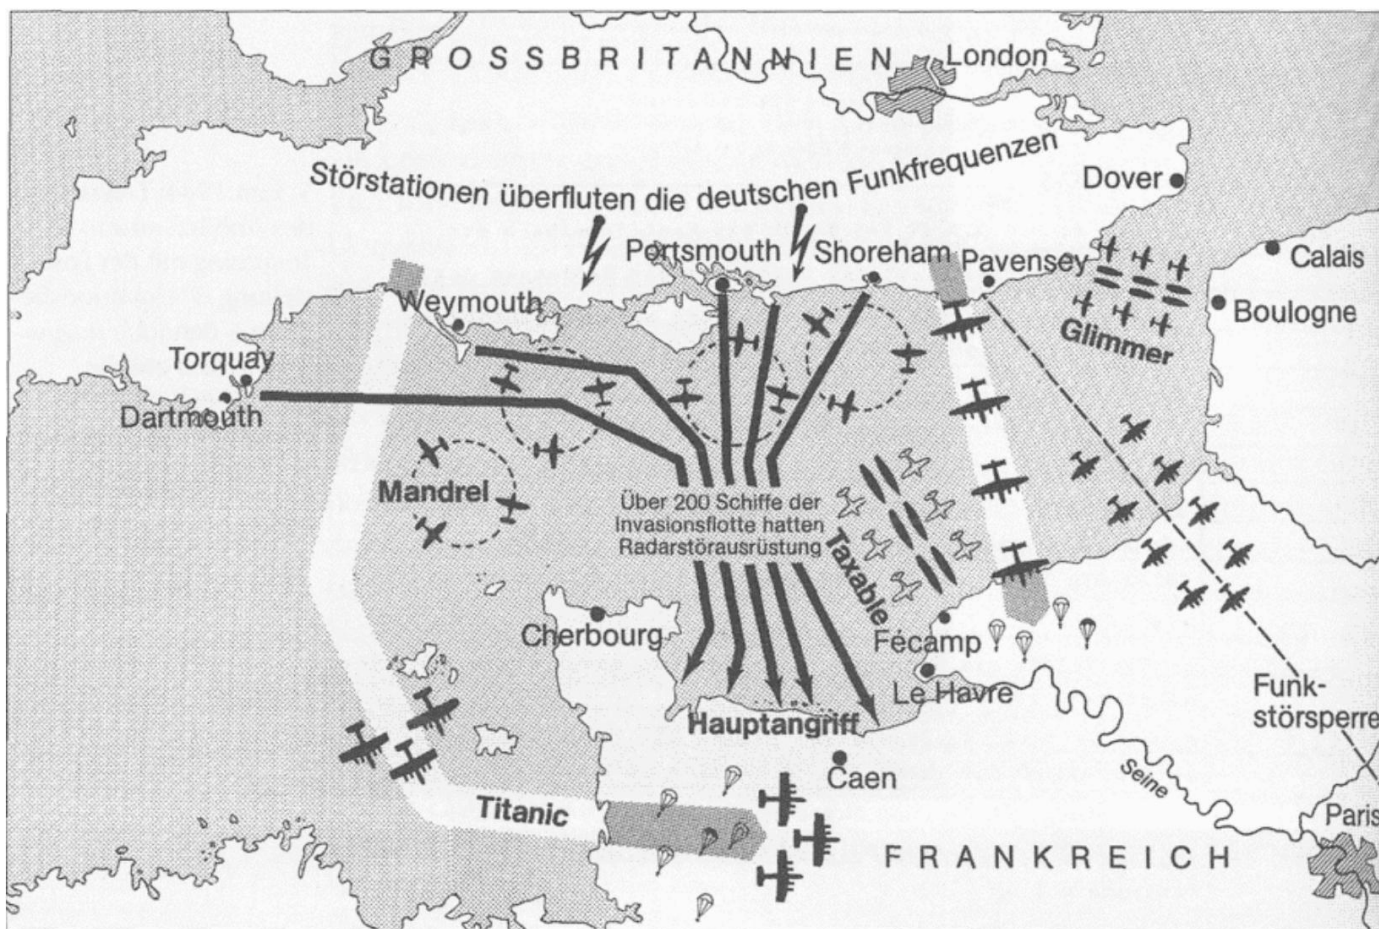 GROSSBRITANNIEN
London
Störstationen überfluten die deutschen Funkfrequenzen
Dover
Portsmouth
Shoreham
Pavensey
Calais
Weymouth
Boulogne
Glimmer
Torquay
Dartmouth
Mandrel
Über 200 Schiffe der
Invasionsflotte hatten
Radarstörausrüstung
Taxable
Cherbourg
Fécamp
Le Havre
Funk-
störsperre
Hauptangriff
Caen
Seine
Titanic
Paris
FRANKREICH